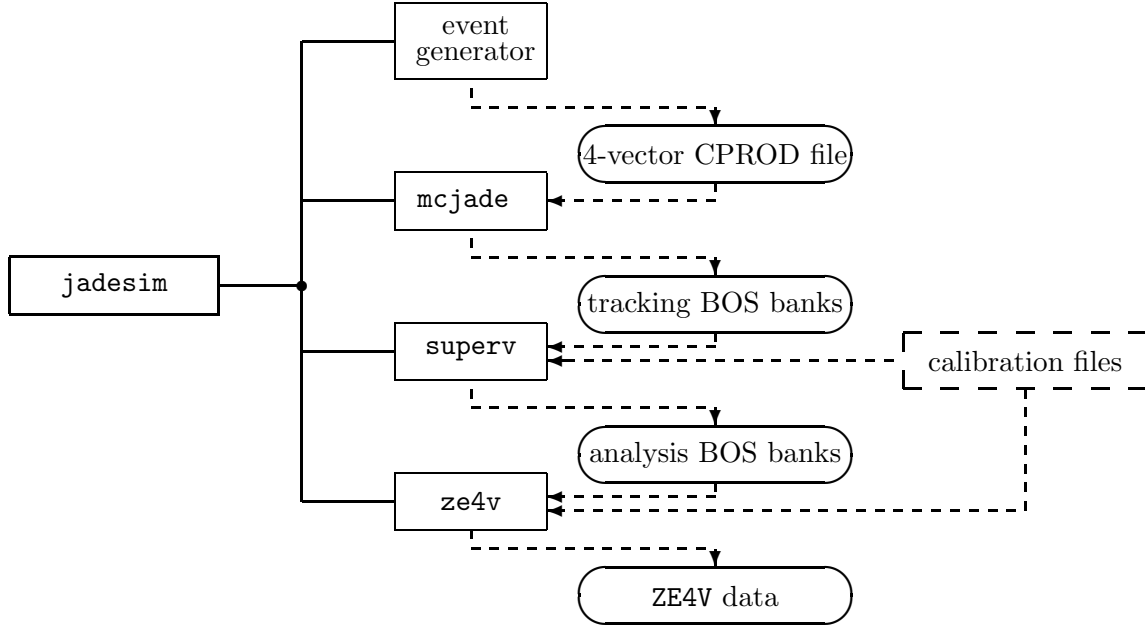 event
generator
4-vector CPROD file
mcjade
jadesim
tracking BOS banks
superv
calibration files
analysis BOS banks
ze4v
ZE4V data